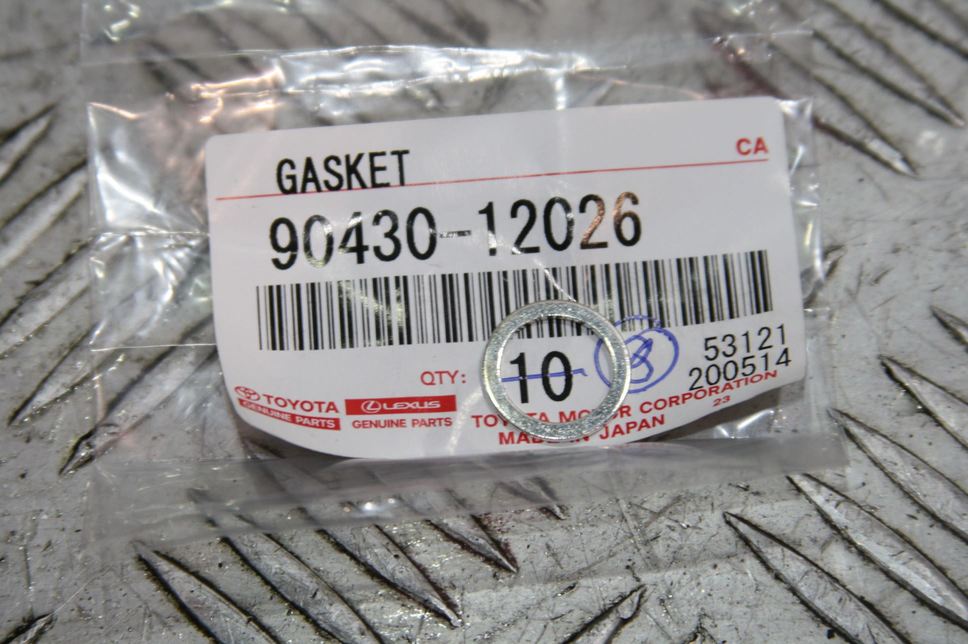 CA
GASKET
90430-12026
QTY: 10 8 53121
200514
TOYOTA LEXUS
GENUINE PARTS GENUINE PARTS
TOYOTA MOTOR CORPORATION
MADE IN JAPAN 23